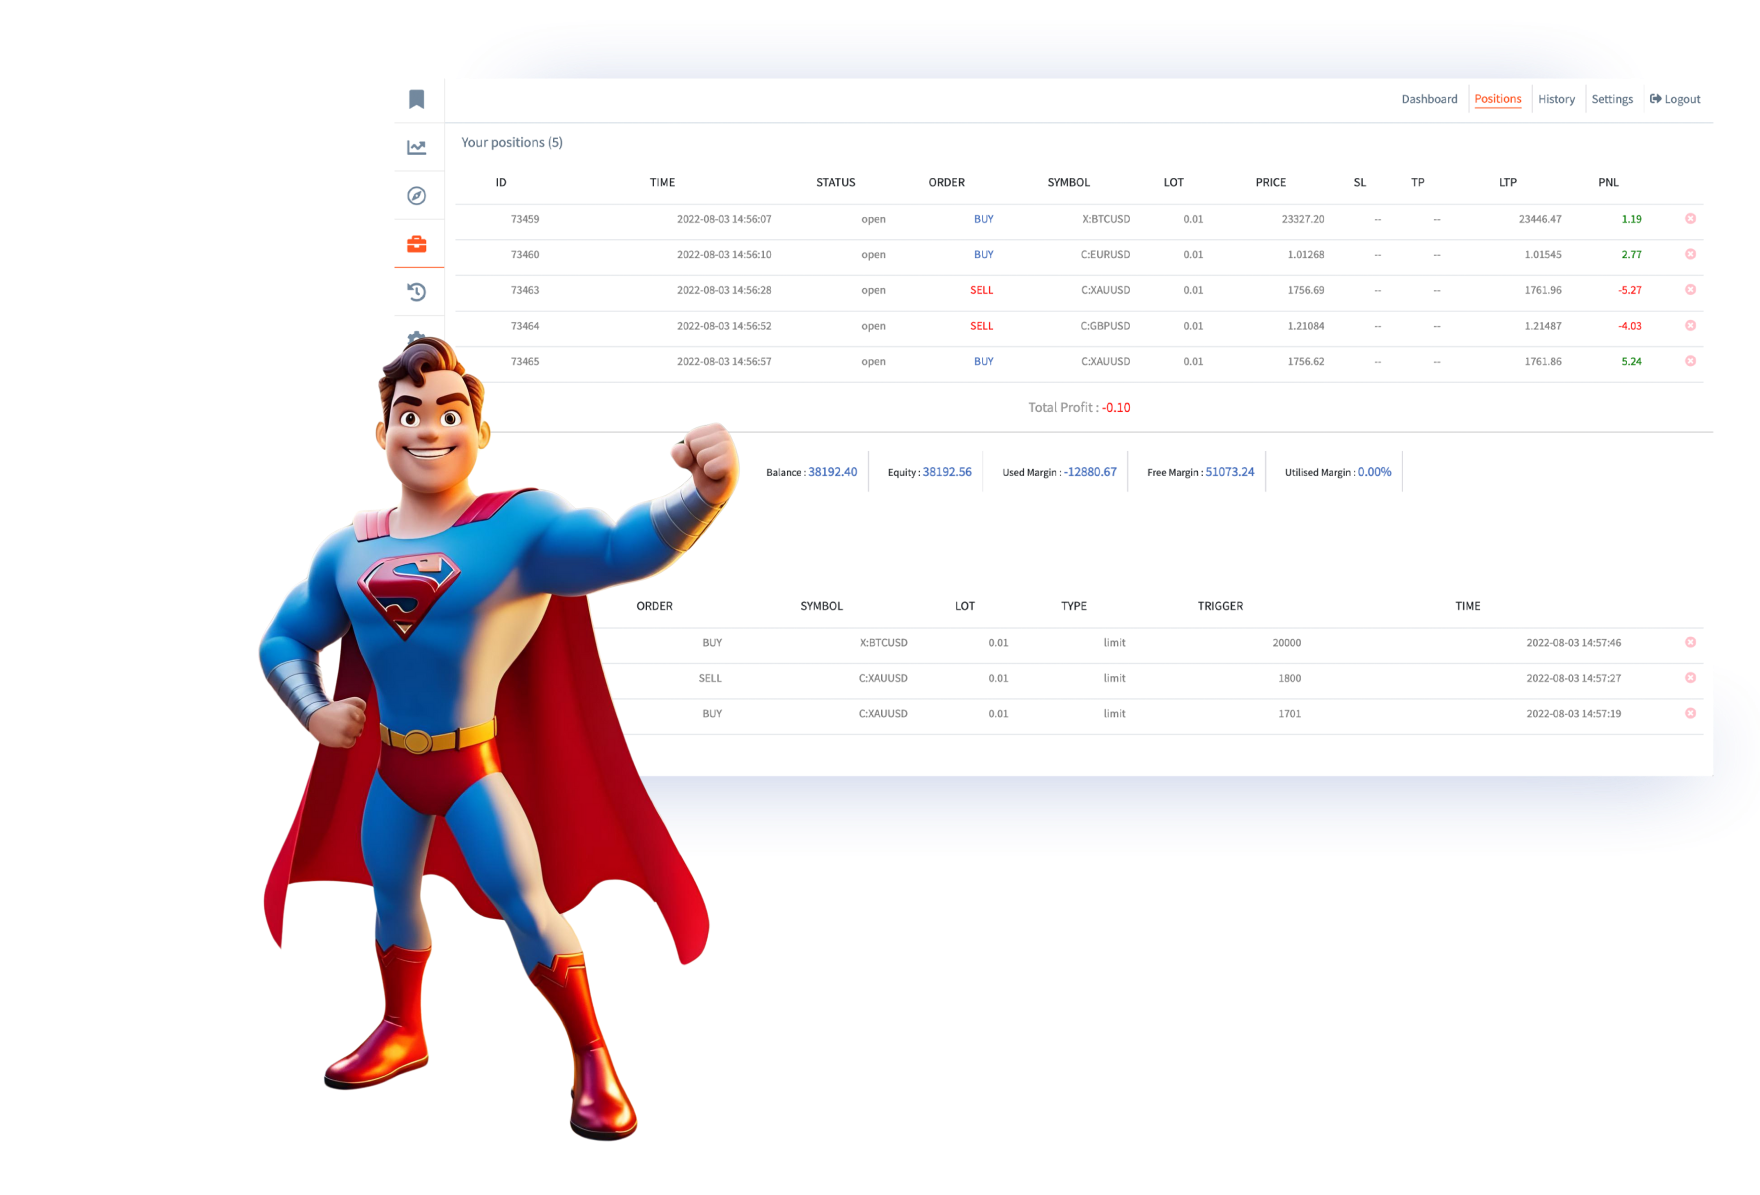 Dashboard Positions History Settings Logout
Your positions (5)
ID TIME STATUS ORDER SYMBOL LOT PRICE SL TP LTP PNL
73459 2022-08-03 14:56:07 open BUY X:BTCUSD 0.01 23327.20 -- -- 23446.47 1.19
73460 2022-08-03 14:56:10 open BUY C:EURUSD 0.01 1.01268 -- -- 1.01545 2.77
73463 2022-08-03 14:56:28 open SELL C:XAUUSD 0.01 1756.69 -- -- 1761.96 -5.27
73464 2022-08-03 14:56:52 open SELL C:GBPUSD 0.01 1.21084 -- -- 1.21487 -4.03
73465 2022-08-03 14:56:57 open BUY C:XAUUSD 0.01 1756.62 -- -- 1761.86 5.24
Total Profit : -0.10
Balance : 38192.40 Equity : 38192.56 Used Margin : -12880.67 Free Margin : 51073.24 Utilised Margin : 0.00%
ORDER SYMBOL LOT TYPE TRIGGER TIME
BUY X:BTCUSD 0.01 limit 20000 2022-08-03 14:57:46
SELL C:XAUUSD 0.01 limit 1800 2022-08-03 14:57:27
BUY C:XAUUSD 0.01 limit 1701 2022-08-03 14:57:19